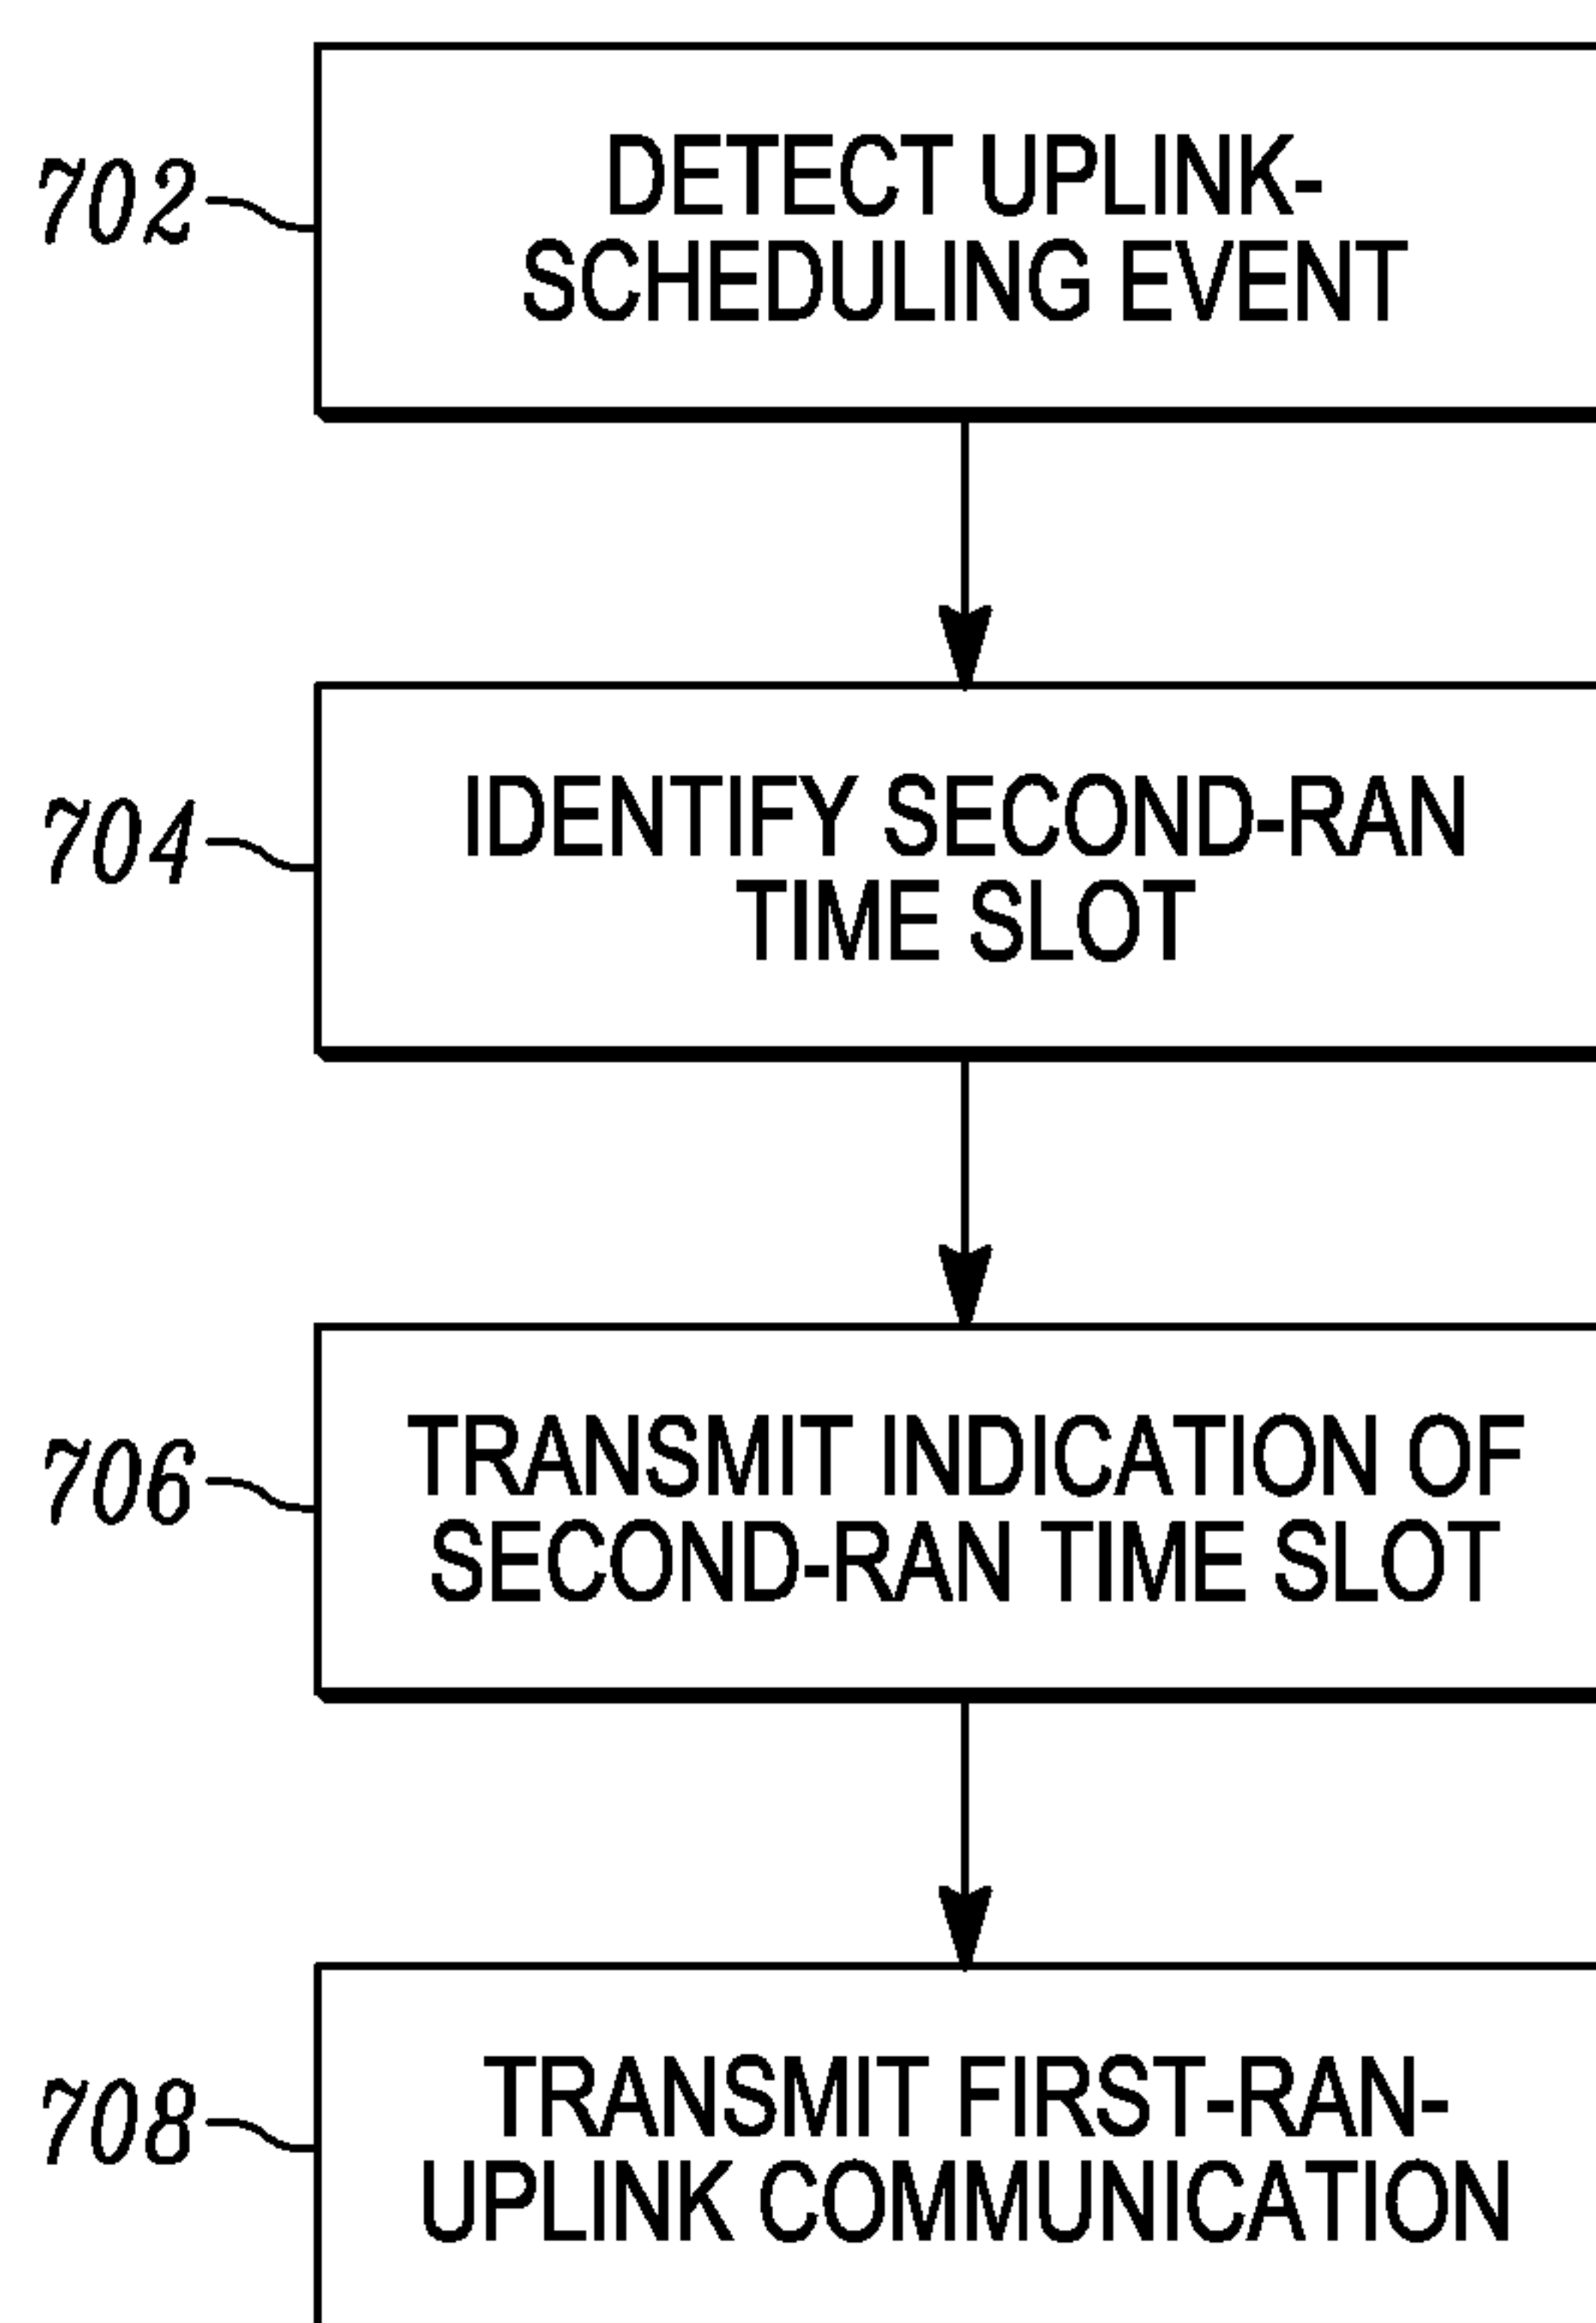 702
DETECT UPLINK-
SCHEDULING EVENT
704
IDENTIFY SECOND-RAN
TIME SLOT
706
TRANSMIT INDICATION OF
SECOND-RAN TIME SLOT
708
TRANSMIT FIRST-RAN-
UPLINK COMMUNICATION